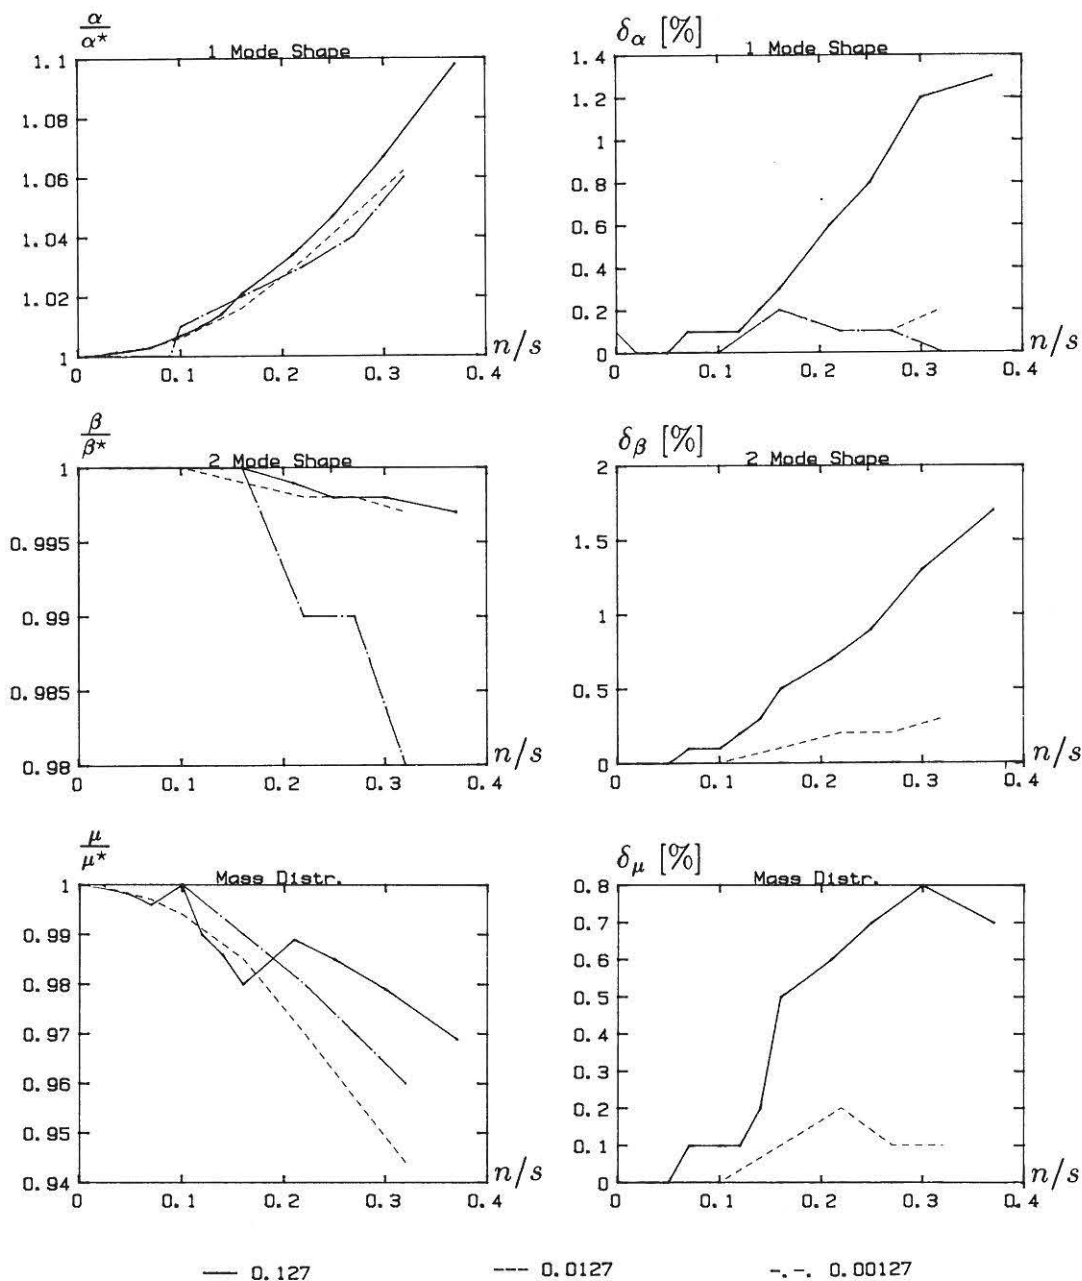 α/α* δα [%]
1 Mode Shape 1 Mode Shape
1.1 1.4
1.2
1.08
1
1.06 0.8
1.04 0.6
0.4
1.02
0.2
1 n/s 0 n/s
0 0.1 0.2 0.3 0.4 0 0.1 0.2 0.3 0.4
β/β* δβ [%]
2 Mode Shape 2 Mode Shape
1 2
0.995 1.5
0.99 1
0.985 0.5
0.98 n/s 0 n/s
0 0.1 0.2 0.3 0.4 0 0.1 0.2 0.3 0.4
μ/μ* δμ [%]
Mass Distr. Mass Distr.
1 0.8
0.7
0.99
0.6
0.98
0.5
0.97 0.4
0.3
0.96
0.2
0.95
0.1
0.94 n/s 0 n/s
0 0.1 0.2 0.3 0.4 0 0.1 0.2 0.3 0.4
— 0.127 --- 0.0127 -.-. 0.00127